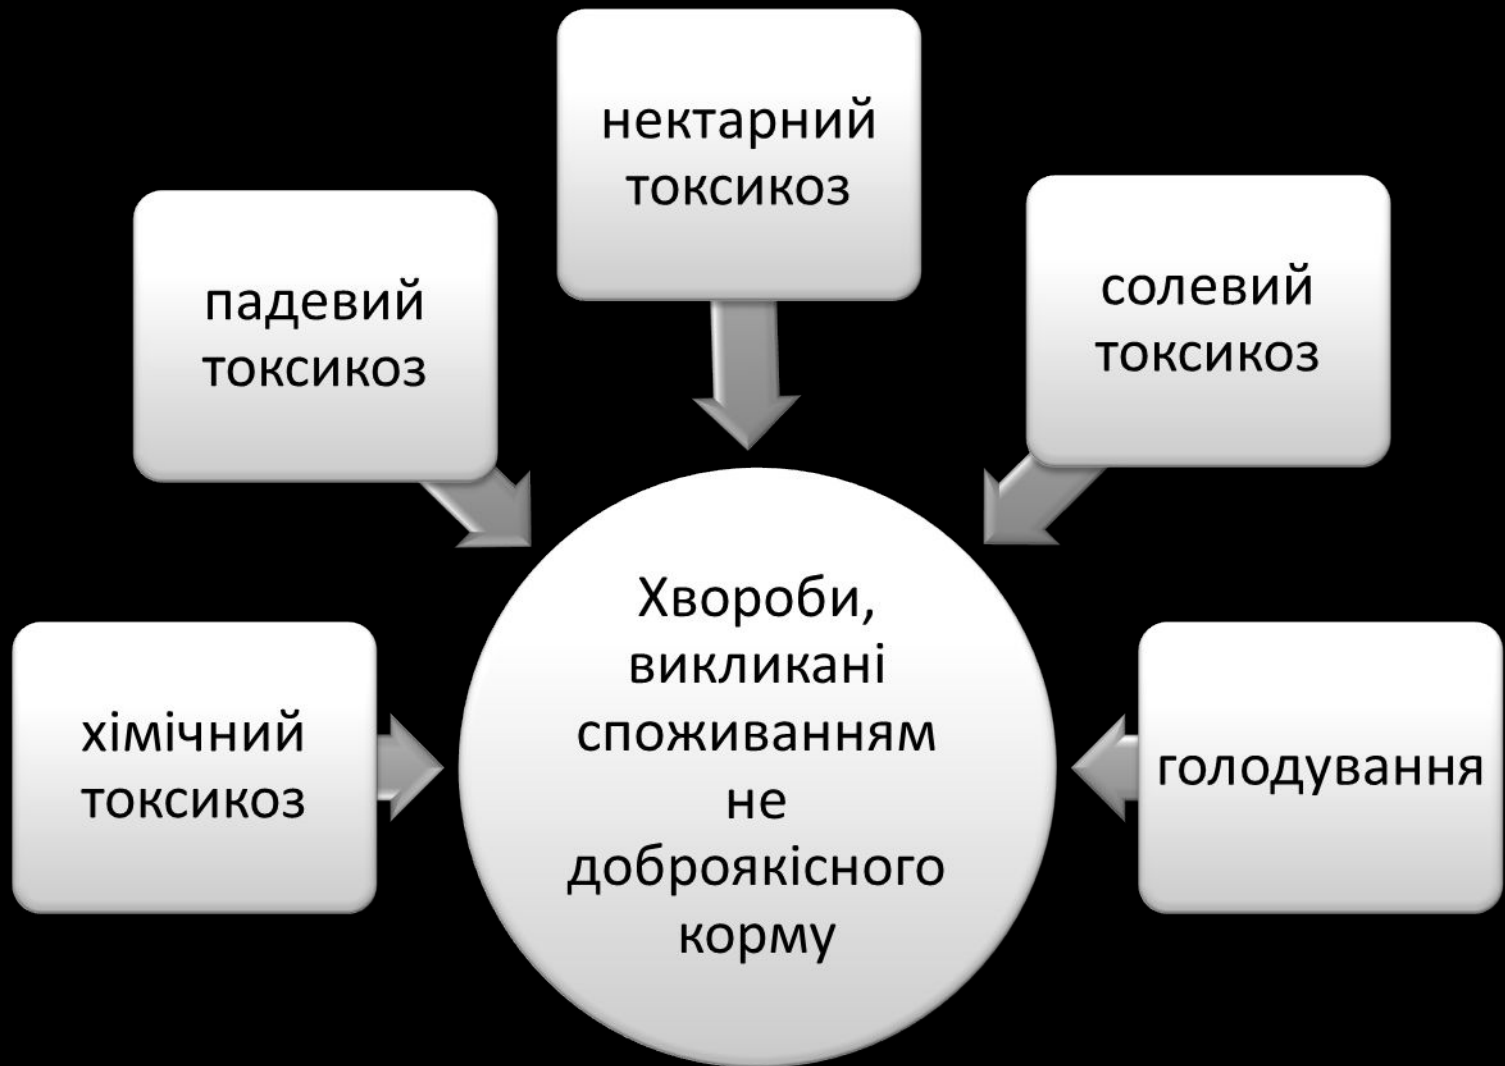 нектарний
токсикоз
падевий
токсикоз
солевий
токсикоз
хімічний
токсикоз
Хвороби,
викликані
споживанням
не
доброякісного
корму
голодування